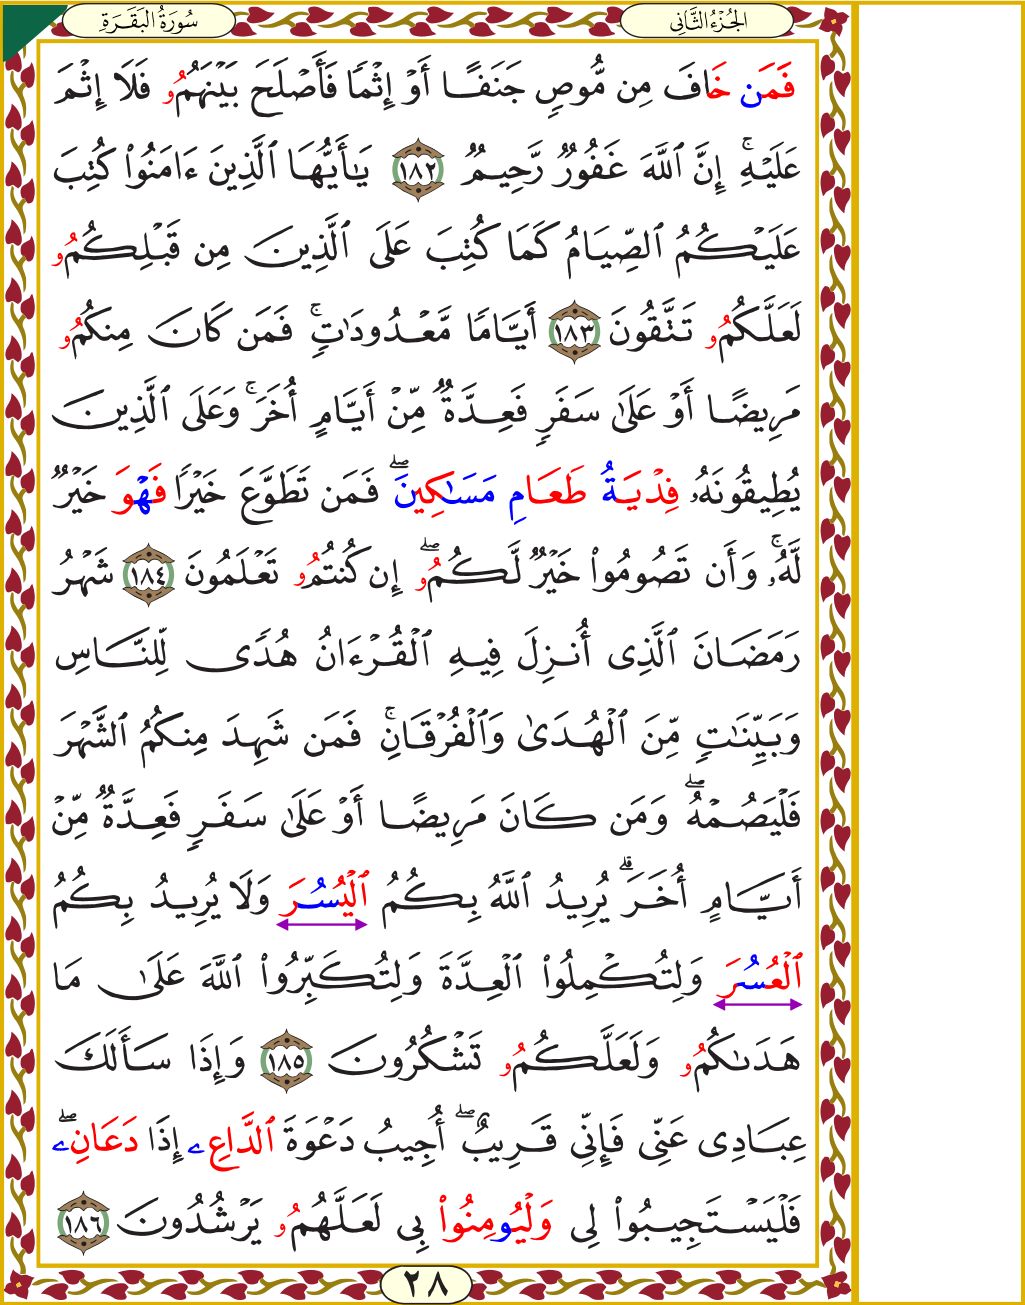 الجُزْءُ الثَّانِي
سُورَةُ البَقَرَةِ
فَمَن خَافَ مِن مُّوصٍ جَنَفًا أَوْ إِثْمًا فَأَصْلَحَ بَيْنَهُمُۥ فَلَا إِثْمَ
عَلَيْهِۚ إِنَّ ٱللَّهَ غَفُورٌ رَّحِيمٌ ١٨٢ يَٰأَيُّهَا ٱلَّذِينَ ءَامَنُواْ كُتِبَ
عَلَيْكُمُ ٱلصِّيَامُ كَمَا كُتِبَ عَلَى ٱلَّذِينَ مِن قَبْلِكُمُۥ
لَعَلَّكُمُۥ تَتَّقُونَ ١٨٣ أَيَّامًا مَّعْدُودَٰتٍۚ فَمَن كَانَ مِنكُمُۥ
مَرِيضًا أَوْ عَلَىٰ سَفَرٍ فَعِدَّةٌ مِّنْ أَيَّامٍ أُخَرَۚ وَعَلَى ٱلَّذِينَ
يُطِيقُونَهُۥ فِدْيَةُ طَعَامِ مَسَٰكِينَۖ فَمَن تَطَوَّعَ خَيْرًا فَهْوَ خَيْرٌ
لَّهُۥۚ وَأَن تَصُومُواْ خَيْرٌ لَّكُمُۥۖ إِن كُنتُمُۥ تَعْلَمُونَ ١٨٤ شَهْرُ
رَمَضَانَ ٱلَّذِى أُنزِلَ فِيهِ ٱلْقُرْءَانُ هُدًى لِّلنَّاسِ
وَبَيِّنَٰتٍ مِّنَ ٱلْهُدَىٰ وَٱلْفُرْقَانِۚ فَمَن شَهِدَ مِنكُمُ ٱلشَّهْرَ
فَلْيَصُمْهُۖ وَمَن كَانَ مَرِيضًا أَوْ عَلَىٰ سَفَرٍ فَعِدَّةٌ مِّنْ
أَيَّامٍ أُخَرَۗ يُرِيدُ ٱللَّهُ بِكُمُ ٱلْيُسُرَ وَلَا يُرِيدُ بِكُمُ
ٱلْعُسُرَ وَلِتُكْمِلُواْ ٱلْعِدَّةَ وَلِتُكَبِّرُواْ ٱللَّهَ عَلَىٰ مَا
هَدَىٰكُمُۥ وَلَعَلَّكُمُۥ تَشْكُرُونَ ١٨٥ وَإِذَا سَأَلَكَ
عِبَادِى عَنِّى فَإِنِّى قَرِيبٌۖ أُجِيبُ دَعْوَةَ ٱلدَّاعِۦ إِذَا دَعَانِۦۖ
فَلْيَسْتَجِيبُواْ لِى وَلْيُومِنُواْ بِى لَعَلَّهُمُۥ يَرْشُدُونَ ١٨٦
٢٨